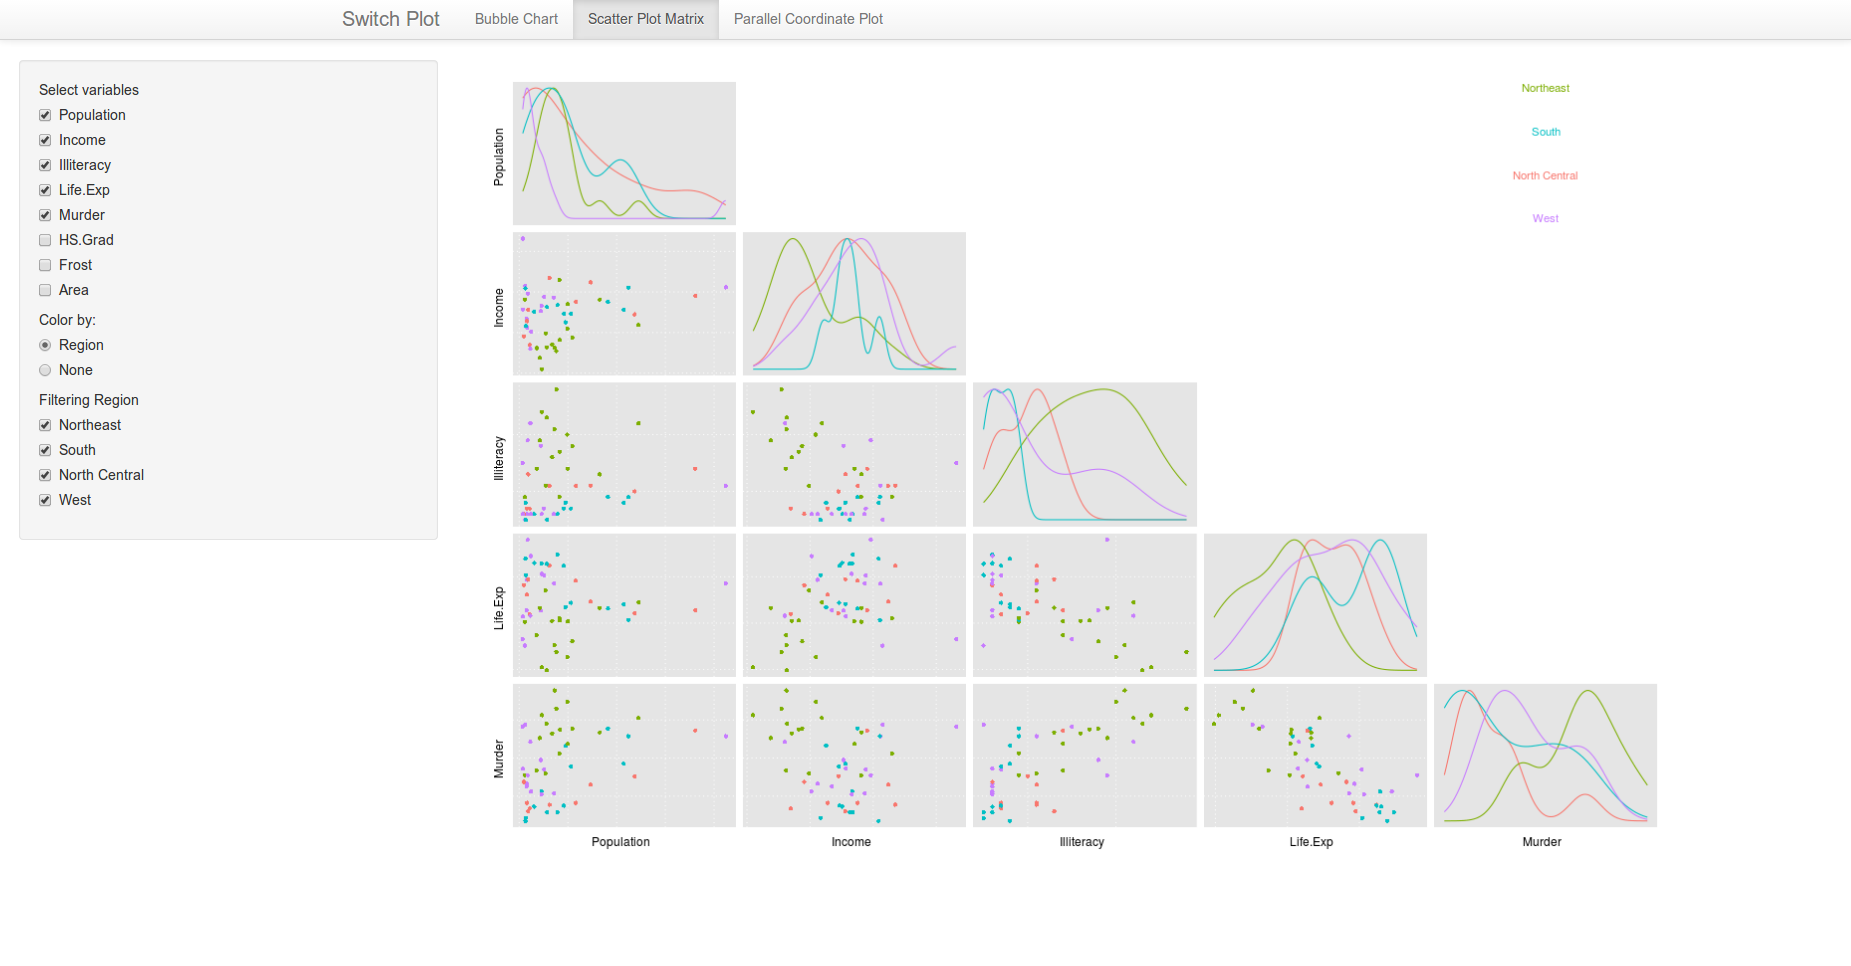 Switch Plot Bubble Chart Scatter Plot Matrix Parallel Coordinate Plot
Select variables
Population
Income
Illiteracy
Life.Exp
Murder
HS.Grad
Frost
Area
Color by:
Region
None
Filtering Region
Northeast
South
North Central
West
Northeast
South
North Central
West
Population
Income
Illiteracy
Life.Exp
Murder
Population Income Illiteracy Life.Exp Murder